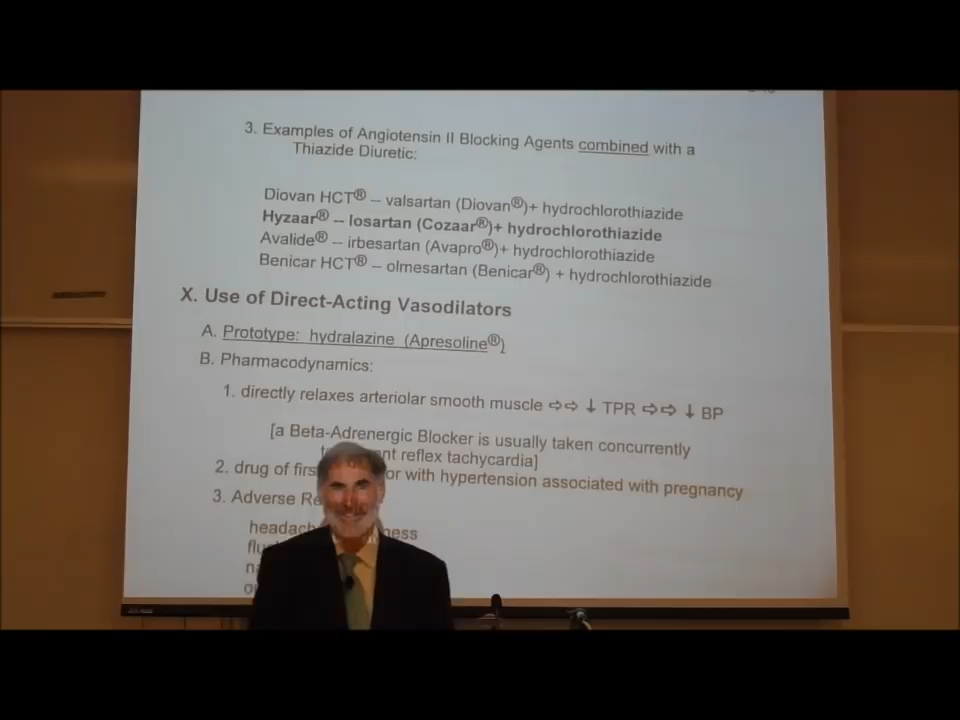 3. Examples of Angiotensin II Blocking Agents combined with a
Thiazide Diuretic:
Diovan HCT® – valsartan (Diovan®)+ hydrochlorothiazide
Hyzaar® – losartan (Cozaar®)+ hydrochlorothiazide
Avalide® – irbesartan (Avapro®)+ hydrochlorothiazide
Benicar HCT® – olmesartan (Benicar®) + hydrochlorothiazide
X. Use of Direct-Acting Vasodilators
A. Prototype: hydralazine (Apresoline®)
B. Pharmacodynamics:
1. directly relaxes arteriolar smooth muscle ⇨⇨ ↓ TPR ⇨⇨ ↓ BP
[a Beta-Adrenergic Blocker is usually taken concurrently
reflex tachycardia]
2. drug of or with hypertension associated with pregnancy
3. Adverse